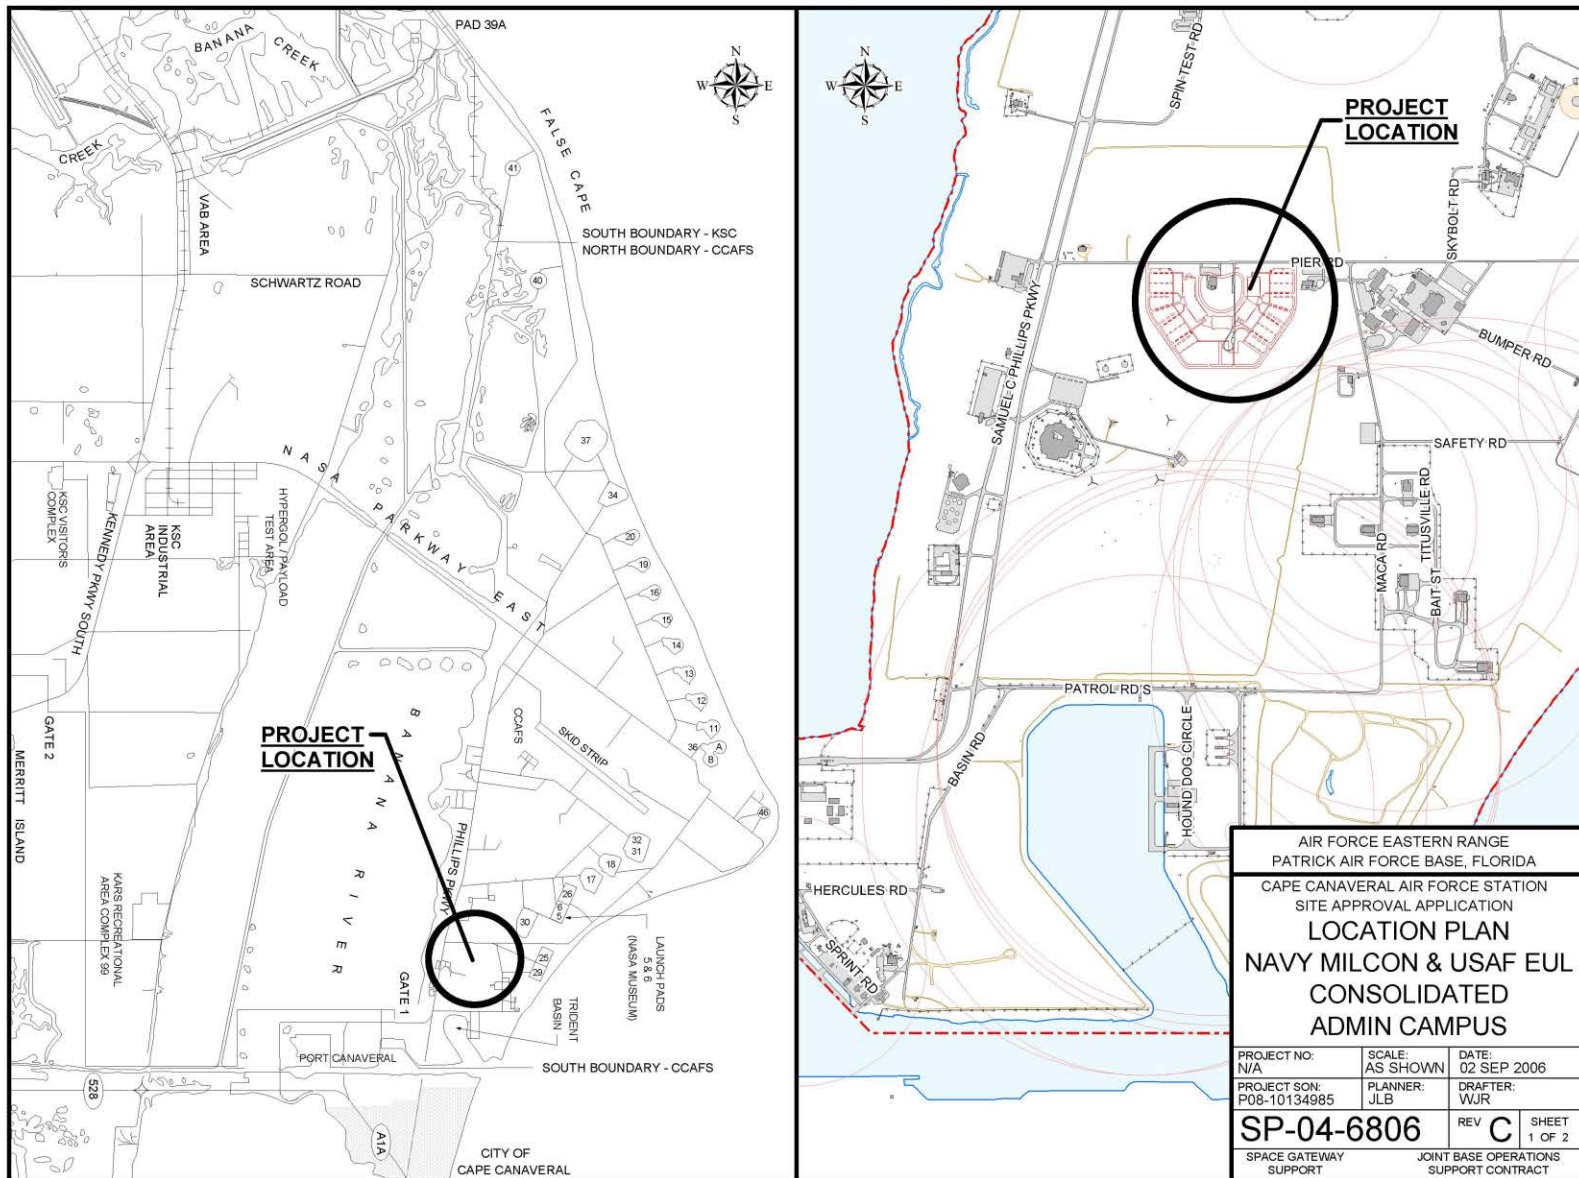 PAD 39A
BANANA
CREEK
N
W E
S
CREEK
FALSE CAPE
41
VAB AREA
SOUTH BOUNDARY - KSC
NORTH BOUNDARY - CCAFS
SCHWARTZ ROAD
40
37
NASA PARKWAY EAST
34
KSC VISITORS
COMPLEX
KENNEDY PKWY SOUTH
KSC
INDUSTRIAL
AREA
HYPERGOL / PAYLOAD
TEST AREA
20
19
16
15
14
13
12
11
36
A
B
GATE 2
MERRITT ISLAND
PROJECT
LOCATION
BANANA RIVER
CCAFS
SKID STRIP
46
PHILLIPS PKWY
32
31
18
17
26
6
5
30
25
29
KARS RECREATIONAL
AREA COMPLEX 99
GATE 1
LAUNCH PADS
5 & 6
(NASA MUSEUM)
TRIDENT
BASIN
PORT CANAVERAL
SOUTH BOUNDARY - CCAFS
528
A1A
CITY OF
CAPE CANAVERAL
N
W E
S
SPIN TEST RD
PROJECT
LOCATION
SKYBOLT RD
PIER RD
SAMUEL C PHILLIPS PKWY
BUMPER RD
SAFETY RD
TITUSVILLE RD
MACA RD
BAIT ST
PATROL RD S
BASIN RD
HOUND DOG CIRCLE
HERCULES RD
SPRINT RD
AIR FORCE EASTERN RANGE
PATRICK AIR FORCE BASE, FLORIDA
CAPE CANAVERAL AIR FORCE STATION
SITE APPROVAL APPLICATION
LOCATION PLAN
NAVY MILCON & USAF EUL
CONSOLIDATED
ADMIN CAMPUS
PROJECT NO:
N/A
SCALE:
AS SHOWN
DATE:
02 SEP 2006
PROJECT SON:
P08-10134985
PLANNER:
JLB
DRAFTER:
WJR
SP-04-6806
REV C
SHEET
1 OF 2
SPACE GATEWAY
SUPPORT
JOINT BASE OPERATIONS
SUPPORT CONTRACT